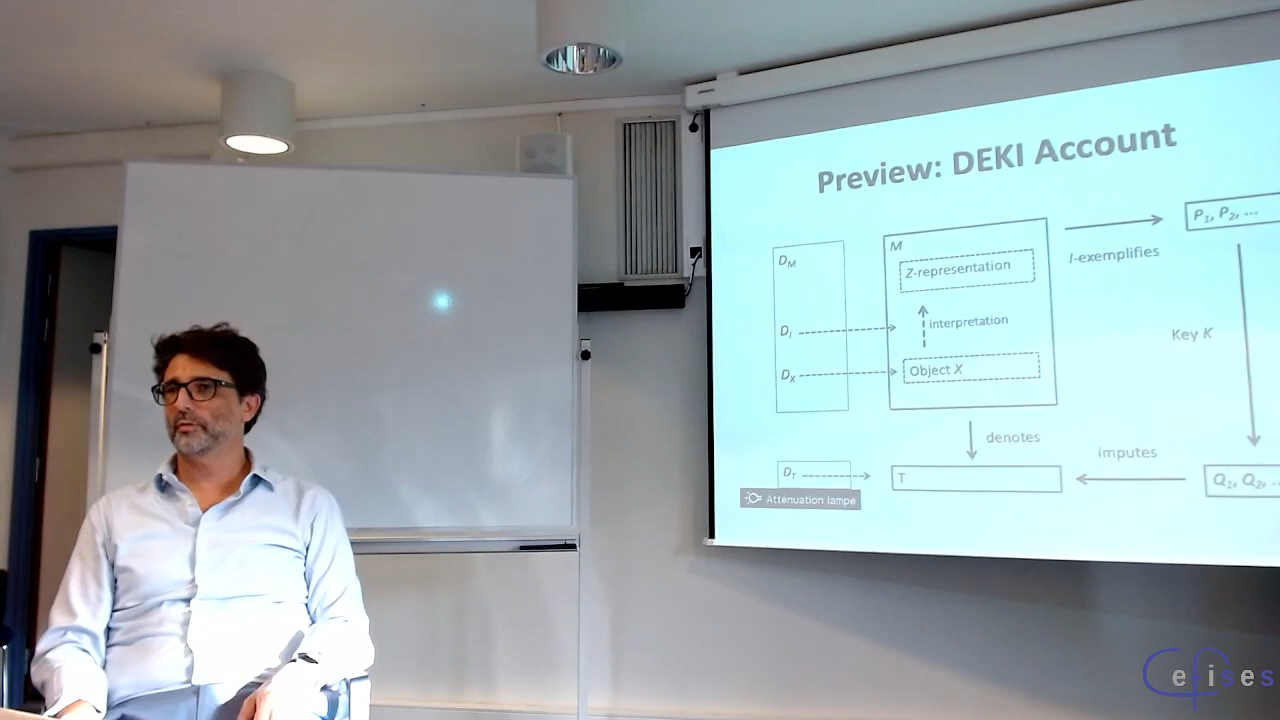 Preview: DEKI Account
P1, P2, ...
M
DM
Z-representation
I-exemplifies
interpretation
DI
Key K
DX
Object X
denotes
imputes
DT
T
Q1, Q2, ...
Atténuation lampe
Cefises